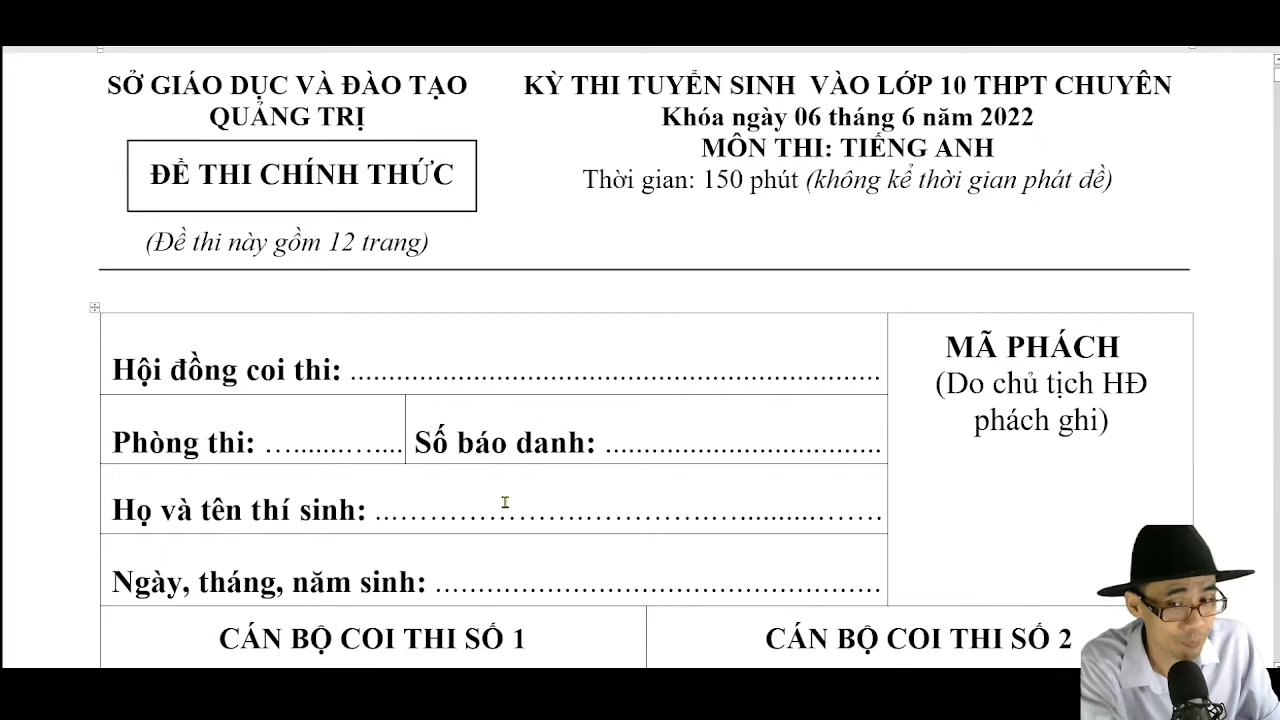 SỞ GIÁO DỤC VÀ ĐÀO TẠO
QUẢNG TRỊ
ĐỀ THI CHÍNH THỨC
(Đề thi này gồm 12 trang)
KỲ THI TUYỂN SINH VÀO LỚP 10 THPT CHUYÊN
Khóa ngày 06 tháng 6 năm 2022
MÔN THI: TIẾNG ANH
Thời gian: 150 phút (không kể thời gian phát đề)
Hội đồng coi thi: ..............................................................
Phòng thi: ….......…....
Số báo danh: ................................
Họ và tên thí sinh: ...………………………………..........……
Ngày, tháng, năm sinh: ……………………………………
MÃ PHÁCH
(Do chủ tịch HĐ
phách ghi)
CÁN BỘ COI THI SỐ 1
CÁN BỘ COI THI SỐ 2